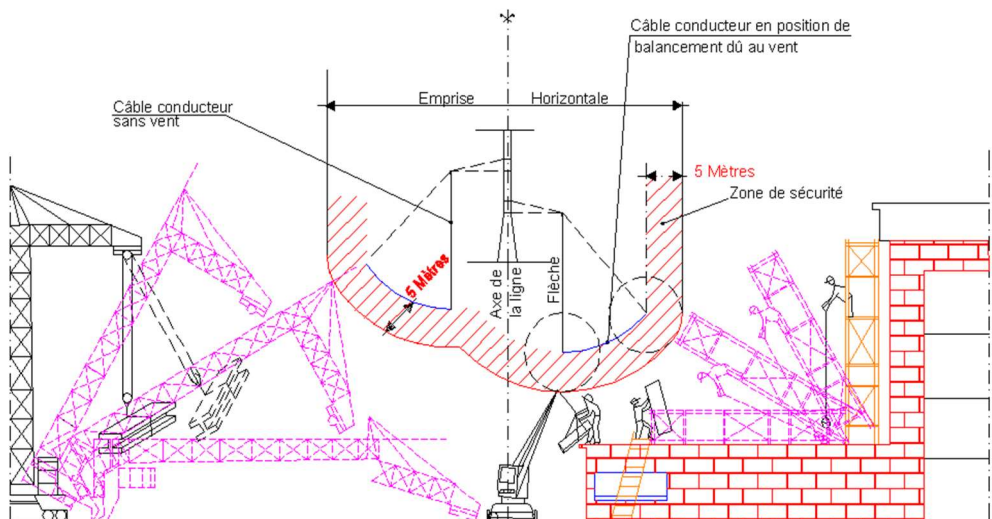 Câble conducteur en position de
balancement dû au vent
Emprise Horizontale
Câble conducteur
sans vent
5 Mètres
Zone de sécurité
5 Mètres
Axe de
la ligne
Flèche